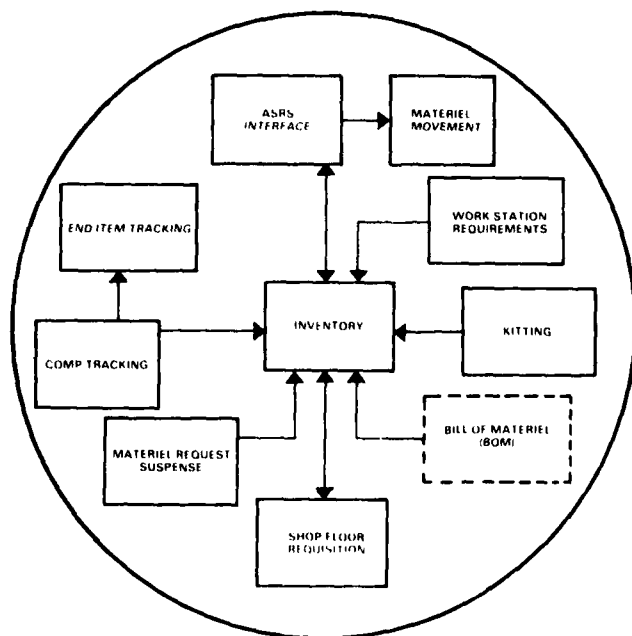 ASRS
INTERFACE
MATERIEL
MOVEMENT
END ITEM TRACKING
WORK STATION
REQUIREMENTS
INVENTORY
KITTING
COMP TRACKING
BILL OF MATERIEL
(BOM)
MATERIEL REQUEST
SUSPENSE
SHOP FLOOR
REQUISITION